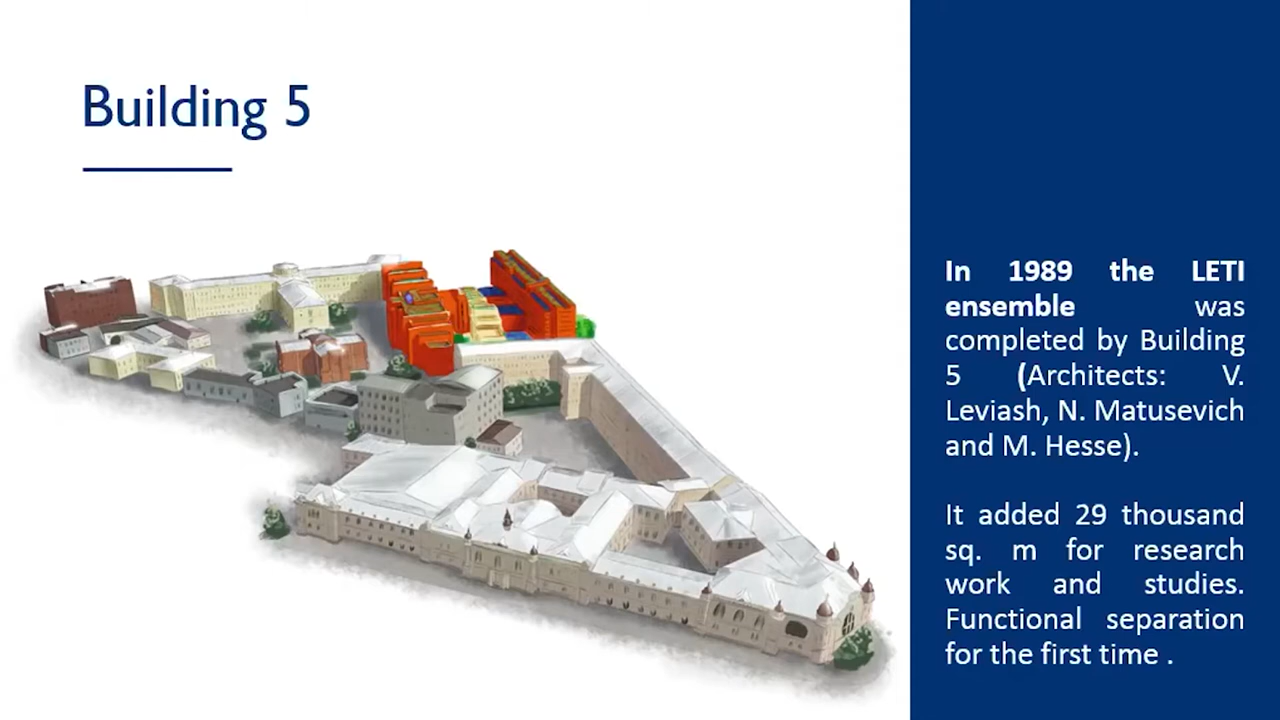 Building 5
In 1989 the LETI
ensemble was
completed by Building
5 (Architects: V.
Leviash, N. Matusevich
and M. Hesse).
It added 29 thousand
sq. m for research
work and studies.
Functional separation
for the first time .